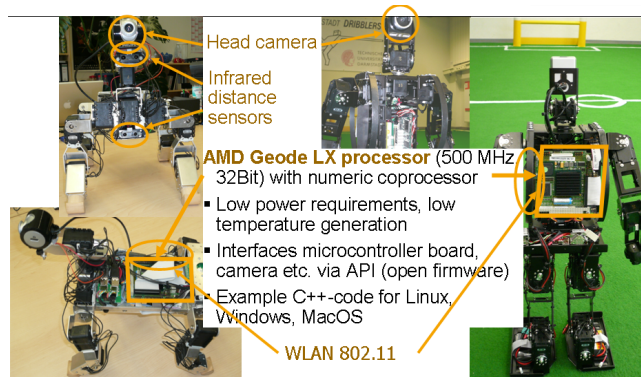 STADT DRIBBLERS
Head camera
Infrared
distance
sensors
AMD Geode LX processor (500 MHz
32Bit) with numeric coprocessor
▪ Low power requirements, low
temperature generation
▪ Interfaces microcontroller board,
camera etc. via API (open firmware)
▪ Example C++-code for Linux,
Windows, MacOS
WLAN 802.11